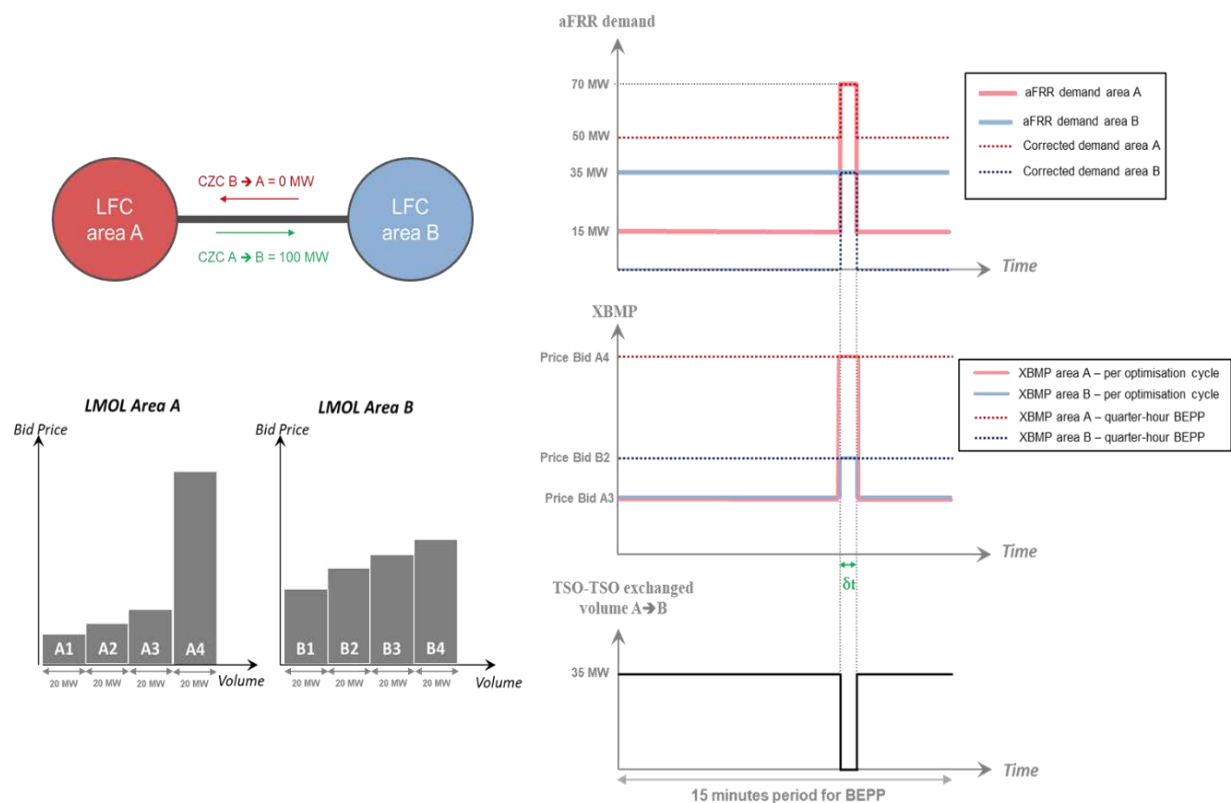 CZC B → A = 0 MW
LFC
area A
LFC
area B
CZC A → B = 100 MW
LMOL Area A
Bid Price
A1
A2
A3
A4
20 MW
20 MW
20 MW
20 MW
Volume
LMOL Area B
Bid Price
B1
B2
B3
B4
20 MW
20 MW
20 MW
20 MW
Volume
aFRR demand
70 MW
50 MW
35 MW
15 MW
Time
aFRR demand area A
aFRR demand area B
Corrected demand area A
Corrected demand area B
XBMP
Price Bid A4
Price Bid B2
Price Bid A3
Time
XBMP area A – per optimisation cycle
XBMP area B – per optimisation cycle
XBMP area A – quarter-hour BEPP
XBMP area B – quarter-hour BEPP
δt
TSO-TSO exchanged
volume A→B
35 MW
Time
15 minutes period for BEPP